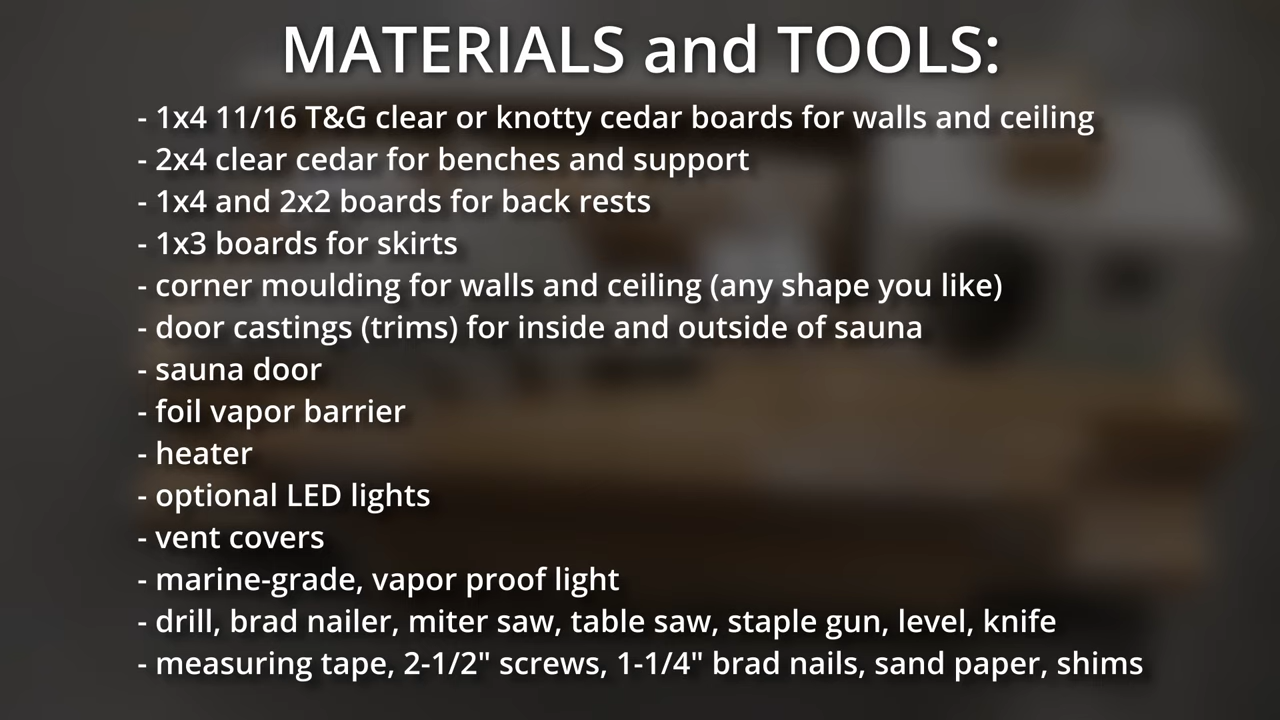 MATERIALS and TOOLS:
- 1x4 11/16 T&G clear or knotty cedar boards for walls and ceiling
- 2x4 clear cedar for benches and support
- 1x4 and 2x2 boards for back rests
- 1x3 boards for skirts
- corner moulding for walls and ceiling (any shape you like)
- door castings (trims) for inside and outside of sauna
- sauna door
- foil vapor barrier
- heater
- optional LED lights
- vent covers
- marine-grade, vapor proof light
- drill, brad nailer, miter saw, table saw, staple gun, level, knife
- measuring tape, 2-1/2" screws, 1-1/4" brad nails, sand paper, shims